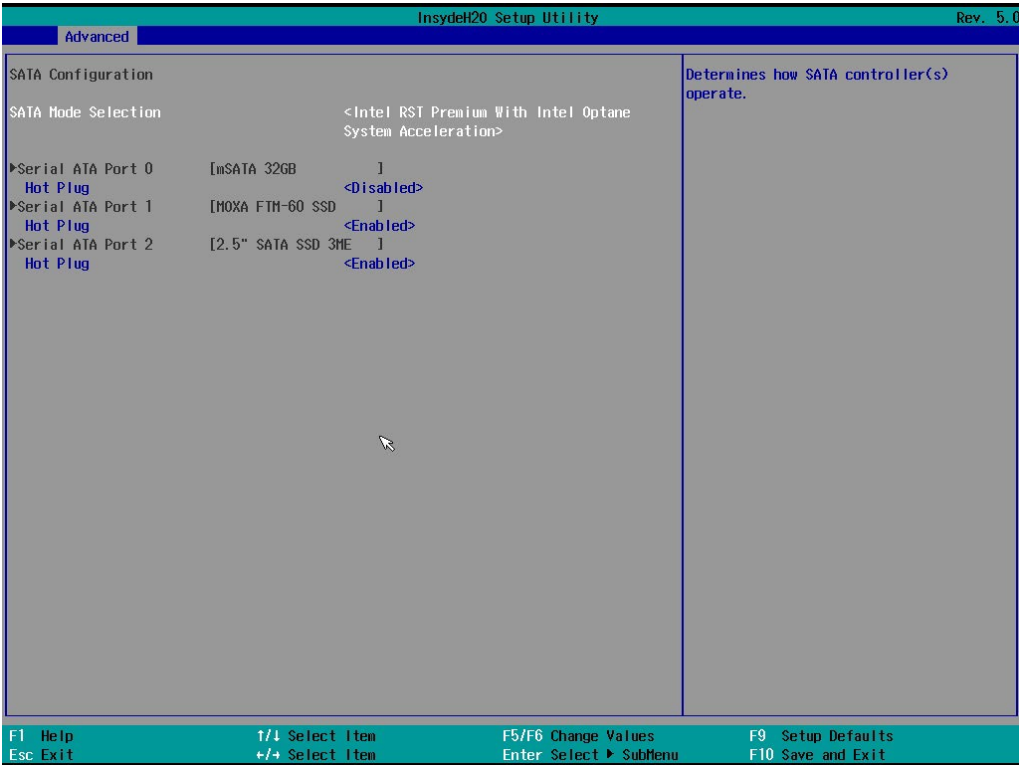 InsydeH20 Setup Utility Rev. 5.0
Advanced
SATA Configuration
SATA Mode Selection <Intel RST Premium With Intel Optane
System Acceleration>
▶Serial ATA Port 0 [mSATA 32GB ]
Hot Plug <Disabled>
▶Serial ATA Port 1 [MOXA FTM-60 SSD ]
Hot Plug <Enabled>
▶Serial ATA Port 2 [2.5" SATA SSD 3ME ]
Hot Plug <Enabled>
Determines how SATA controller(s)
operate.
F1 Help ↑/↓ Select Item F5/F6 Change Values F9 Setup Defaults
Esc Exit ←/→ Select Item Enter Select ▶ SubMenu F10 Save and Exit